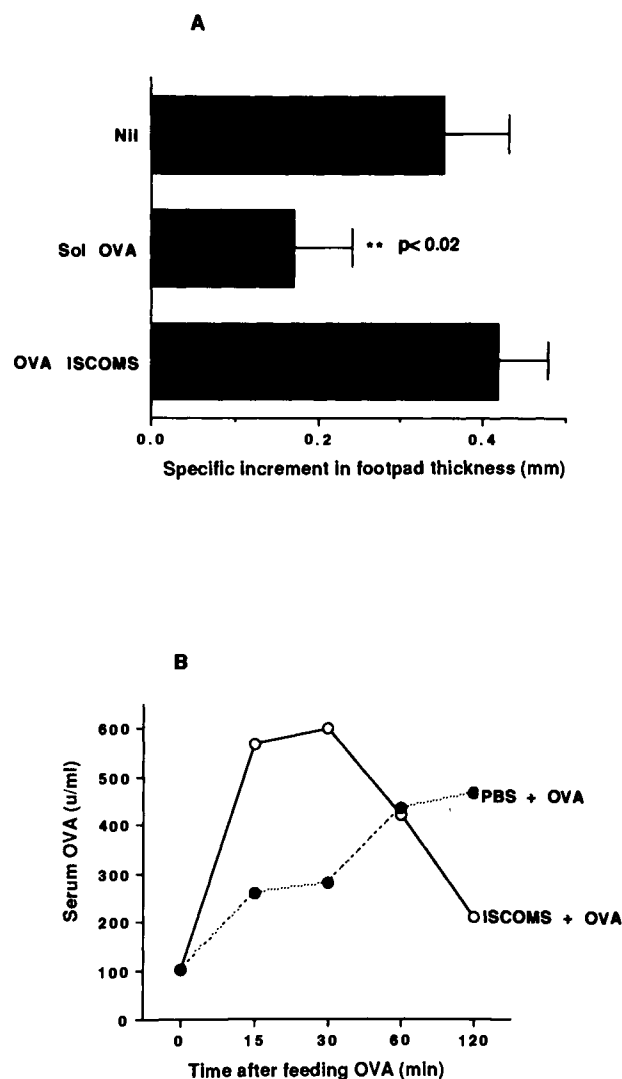 A
Nil
Sol OVA
** p< 0.02
OVA ISCOMS
0.0 0.2 0.4
Specific increment in footpad thickness (mm)
B
Serum OVA (u/ml)
600
500
400
300
200
100
0
PBS + OVA
ISCOMS + OVA
0 15 30 60 120
Time after feeding OVA (min)